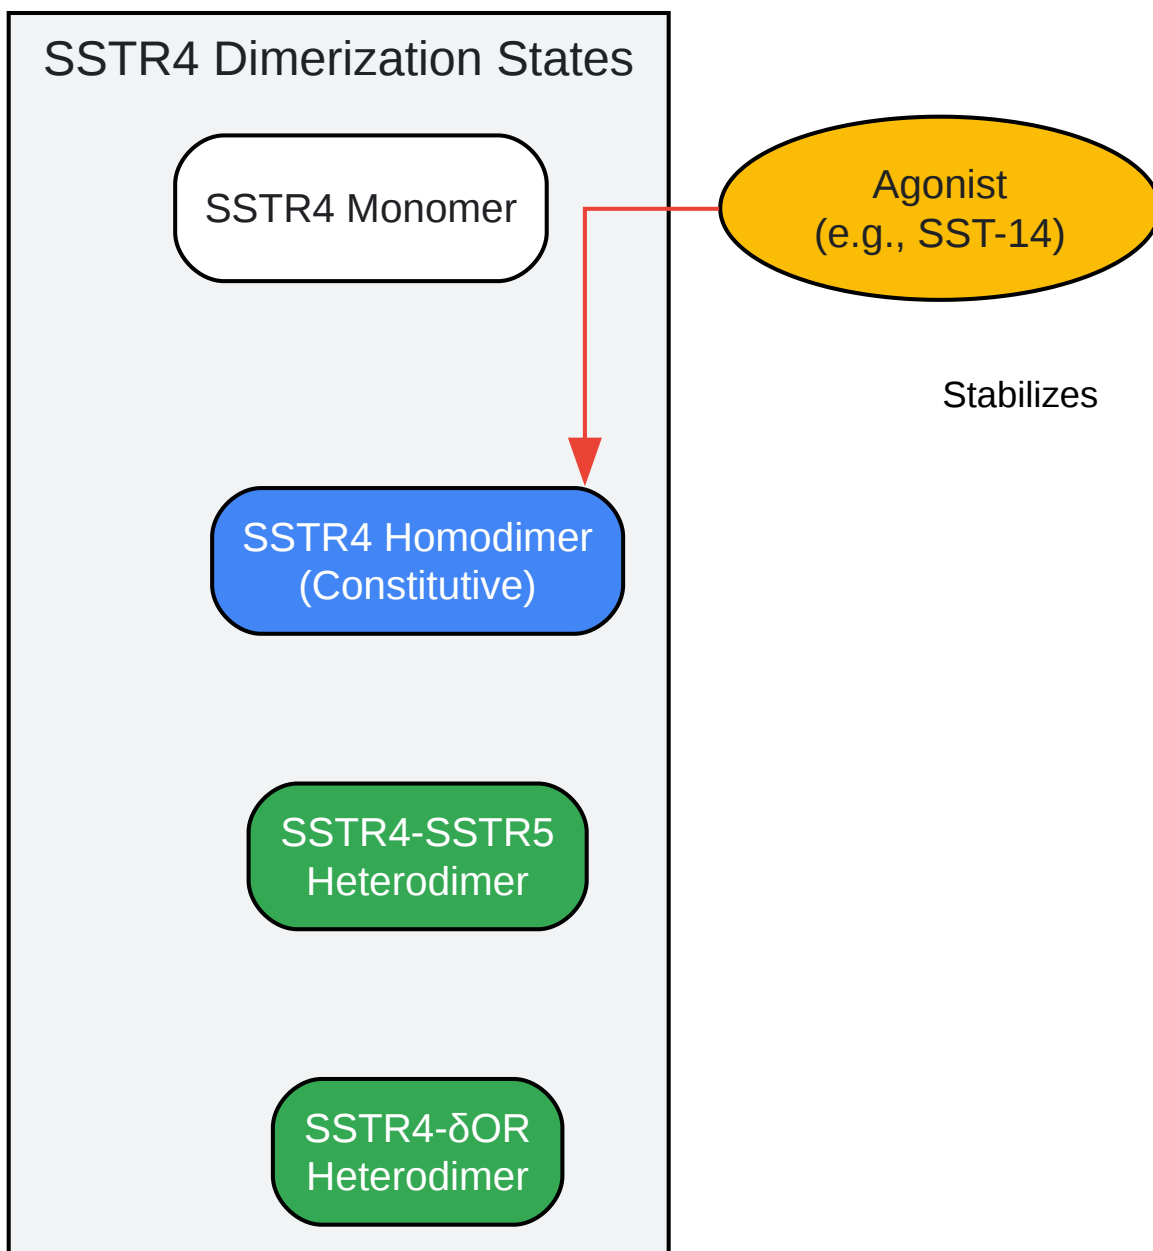 SSTR4 Dimerization States
SSTR4 Monomer
Agonist
(e.g., SST-14)
Stabilizes
SSTR4 Homodimer
(Constitutive)
SSTR4-SSTR5
Heterodimer
SSTR4-δOR
Heterodimer